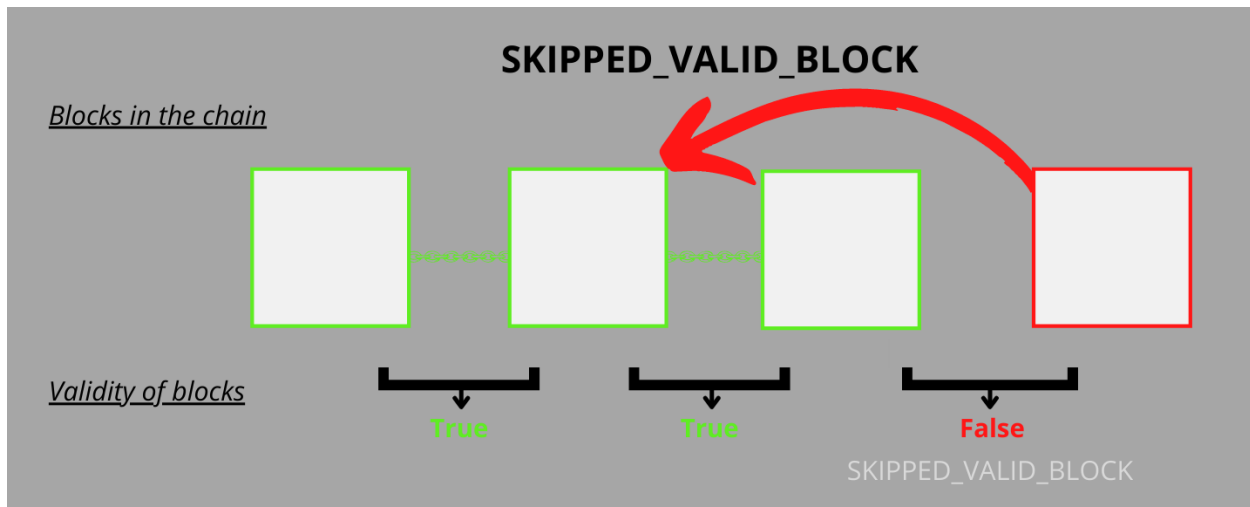 SKIPPED_VALID_BLOCK
Blocks in the chain
Validity of blocks
True
True
False
SKIPPED_VALID_BLOCK